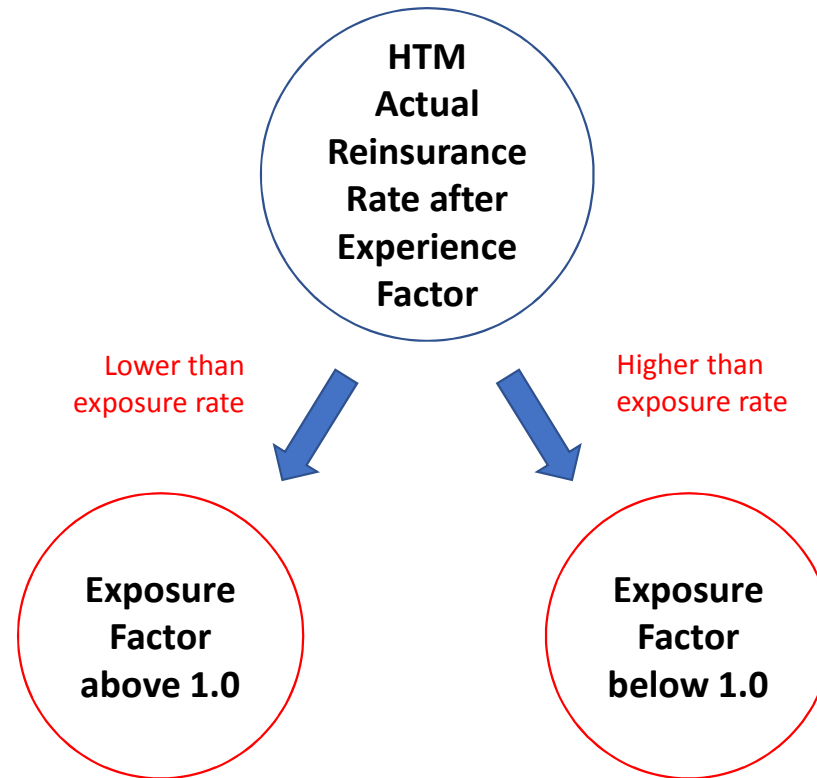 HTM
Actual
Reinsurance
Rate after
Experience
Factor
Lower than
exposure rate
Higher than
exposure rate
Exposure
Factor
above 1.0
Exposure
Factor
below 1.0